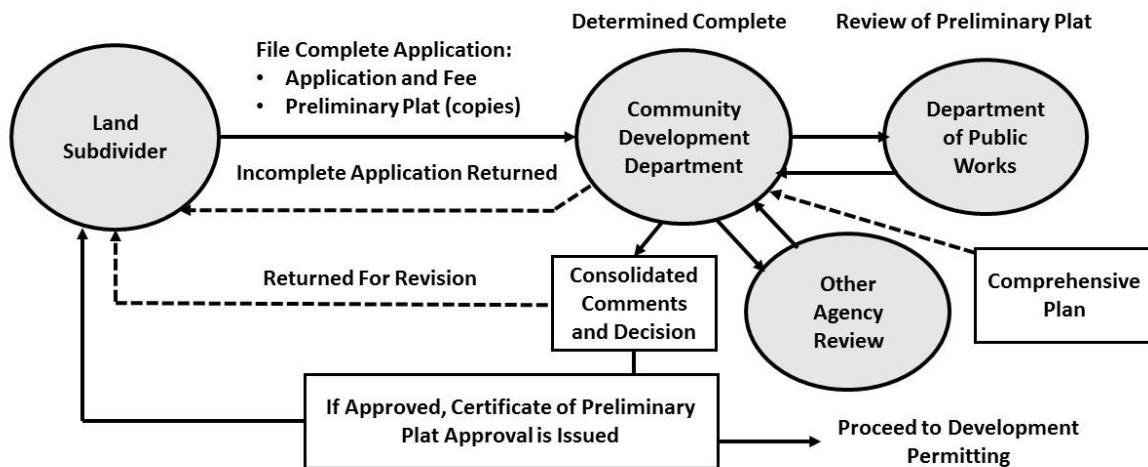 Determined Complete
Review of Preliminary Plat
File Complete Application:
• Application and Fee
• Preliminary Plat (copies)
Land
Subdivider
Community
Development
Department
Department
of Public
Works
Incomplete Application Returned
Returned For Revision
Consolidated
Comments
and Decision
Other
Agency
Review
Comprehensive
Plan
If Approved, Certificate of Preliminary
Plat Approval is Issued
Proceed to Development
Permitting